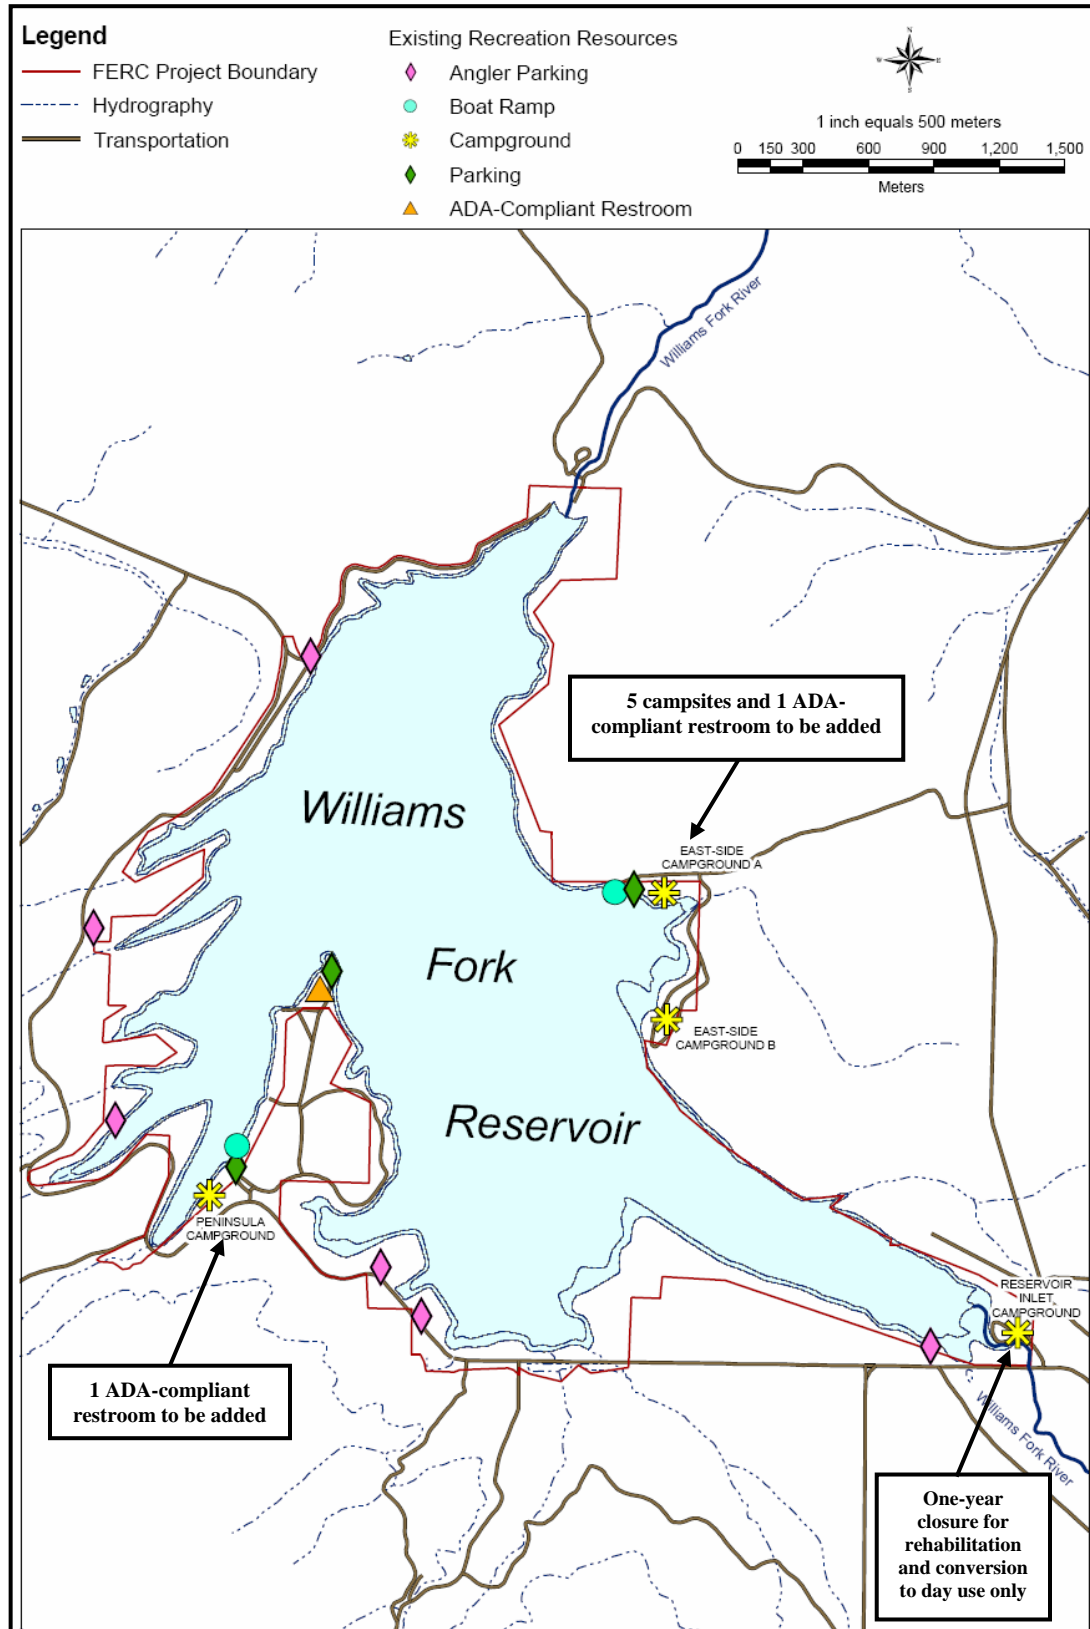 Legend
FERC Project Boundary
Hydrography
Transportation
Existing Recreation Resources
Angler Parking
Boat Ramp
Campground
Parking
ADA-Compliant Restroom
N
W
E
S
1 inch equals 500 meters
0 150 300 600 900 1,200 1,500
Meters
Williams Fork River
5 campsites and 1 ADA-
compliant restroom to be added
Williams
EAST-SIDE
CAMPGROUND A
Fork
EAST-SIDE
CAMPGROUND B
Reservoir
PENINSULA
CAMPGROUND
RESERVOIR
INLET
CAMPGROUND
1 ADA-compliant
restroom to be added
Williams Fork River
One-year
closure for
rehabilitation
and conversion
to day use only